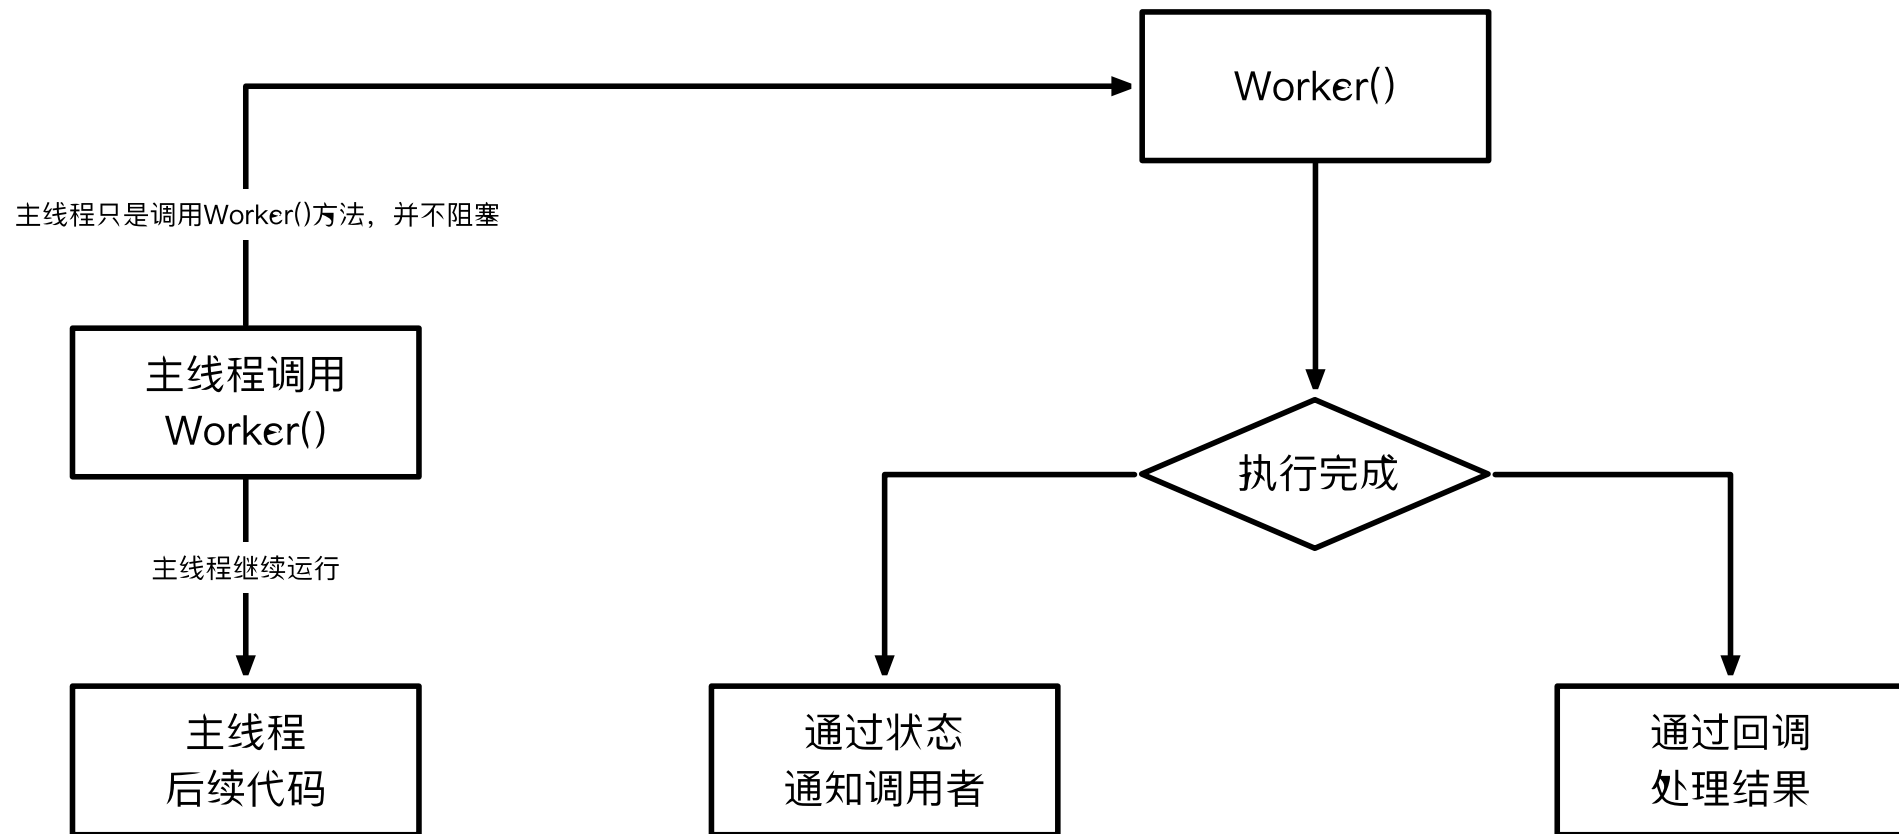 Worker()
主线程只是调用Worker()方法，并不阻塞
主线程调用
Worker()
执行完成
主线程继续运行
主线程
后续代码
通过状态
通知调用者
通过回调
处理结果